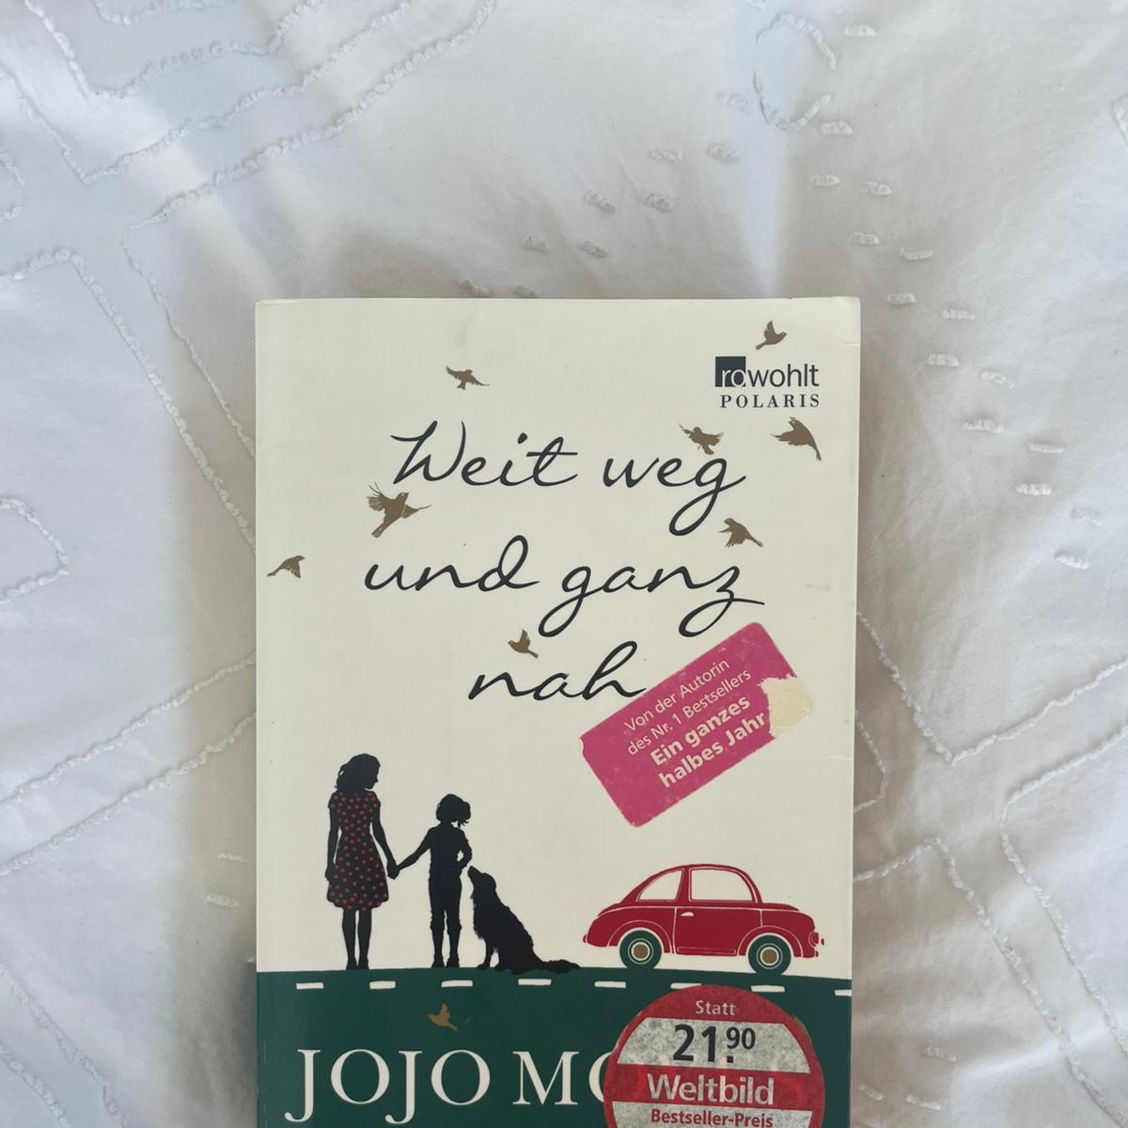 rowohlt
POLARIS
Weit weg
und ganz
nah
Von der Autorin
des Nr. 1 Bestsellers
Ein ganzes
halbes Jahr
JOJO
Statt
21.90
Weltbild
Bestseller-Preis